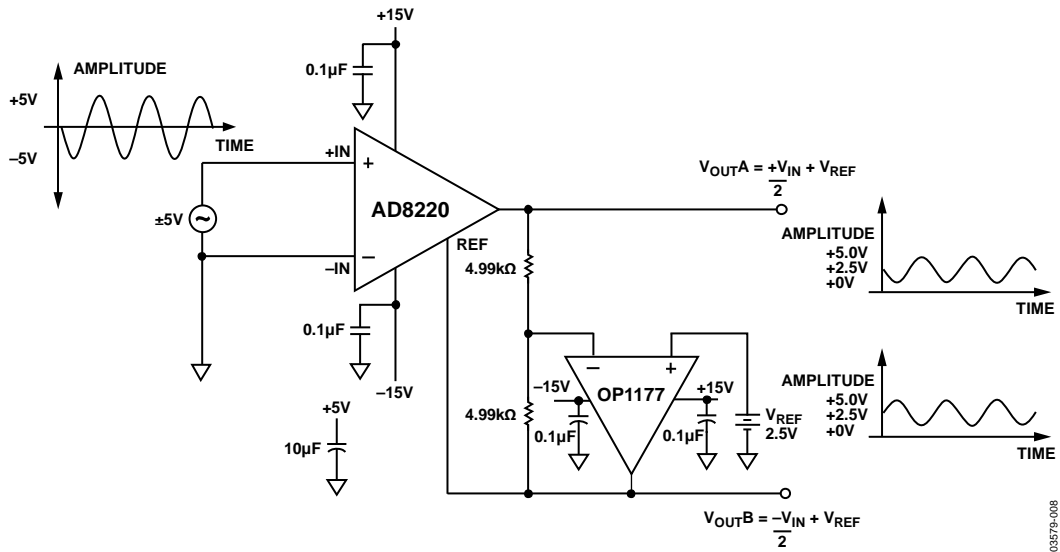 +15V
0.1µF
AMPLITUDE
+5V
–5V
TIME
+IN
+
±5V
AD8220
–IN
–
REF
V_OUTA = +V_IN + V_REF
2
AMPLITUDE
+5.0V
+2.5V
+0V
TIME
4.99kΩ
0.1µF
–15V
–
+
OP1177
–15V
+15V
0.1µF
0.1µF
V_REF
2.5V
4.99kΩ
+5V
10µF
AMPLITUDE
+5.0V
+2.5V
+0V
TIME
V_OUTB = –V_IN + V_REF
2
03579-008